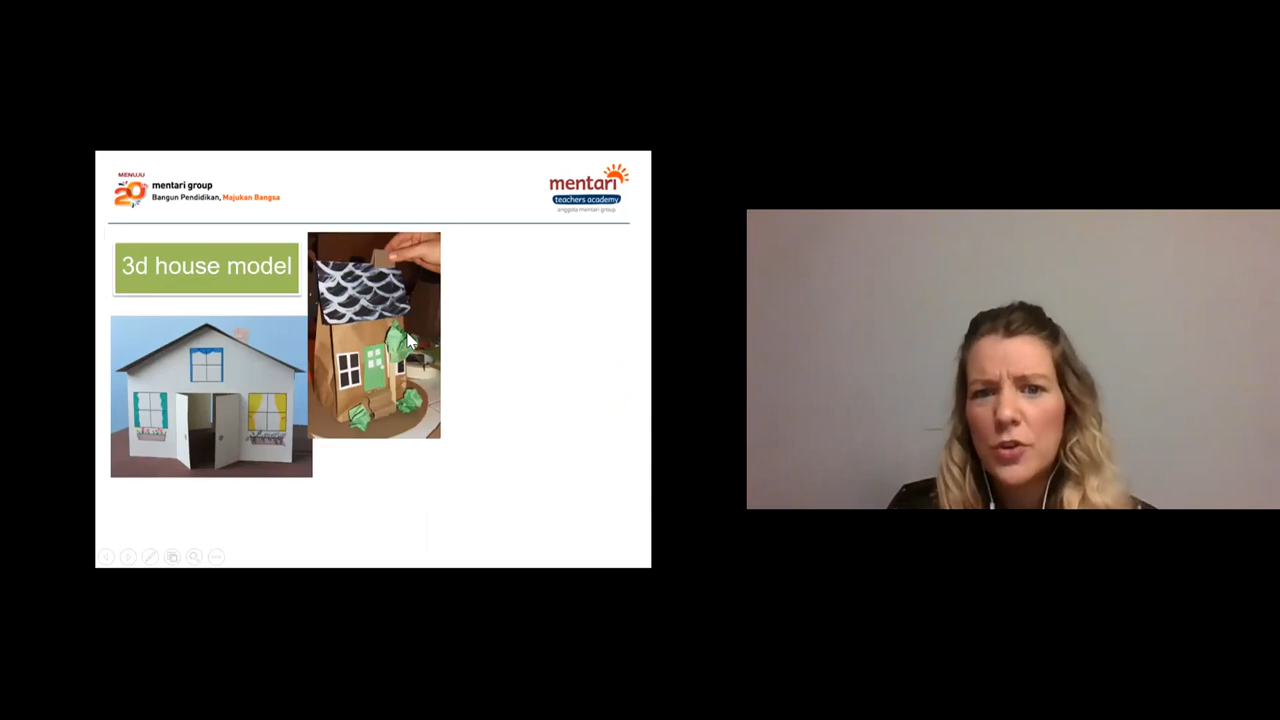 MENUJU
20
mentari group
Bangun Pendidikan, Majukan Bangsa
mentari
teachers academy
anggota mentari group
3d house model